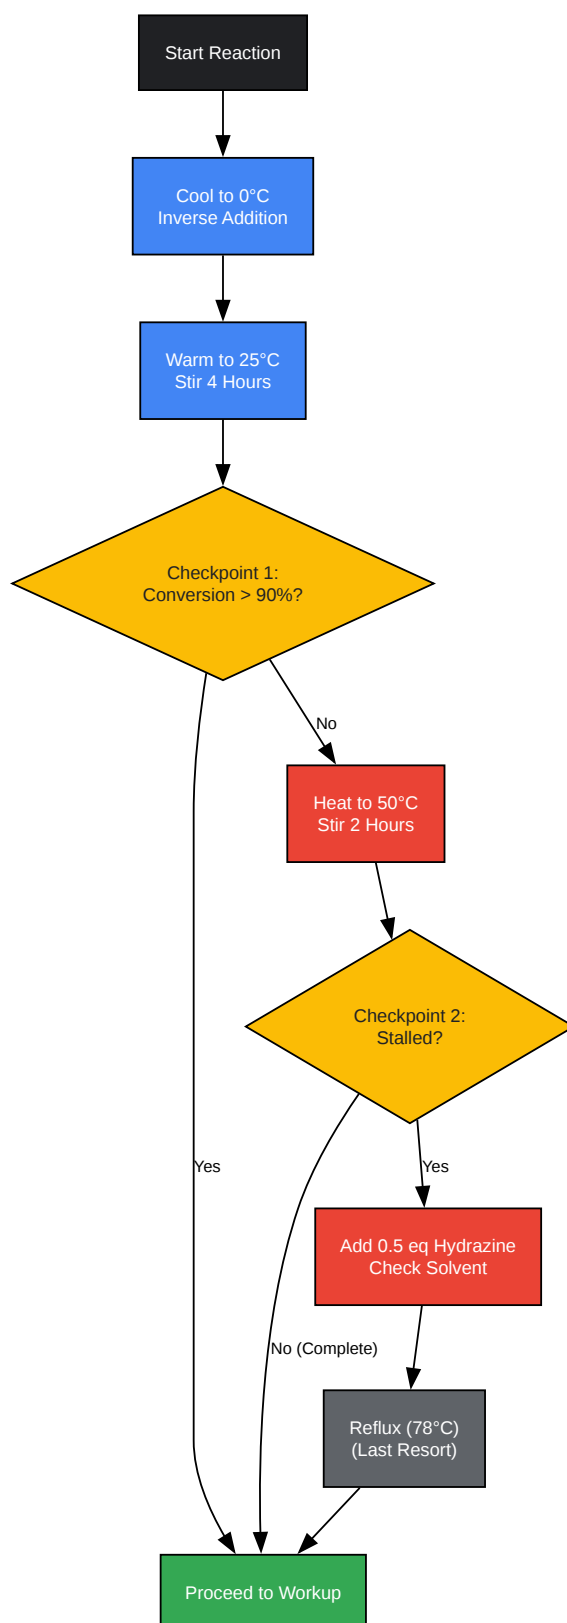 Start Reaction
Cool to 0°C
Inverse Addition
Warm to 25°C
Stir 4 Hours
Checkpoint 1:
Conversion > 90%?
No
Heat to 50°C
Stir 2 Hours
Checkpoint 2:
Stalled?
Yes
Yes
Add 0.5 eq Hydrazine
Check Solvent
No (Complete)
Reflux (78°C)
(Last Resort)
Proceed to Workup